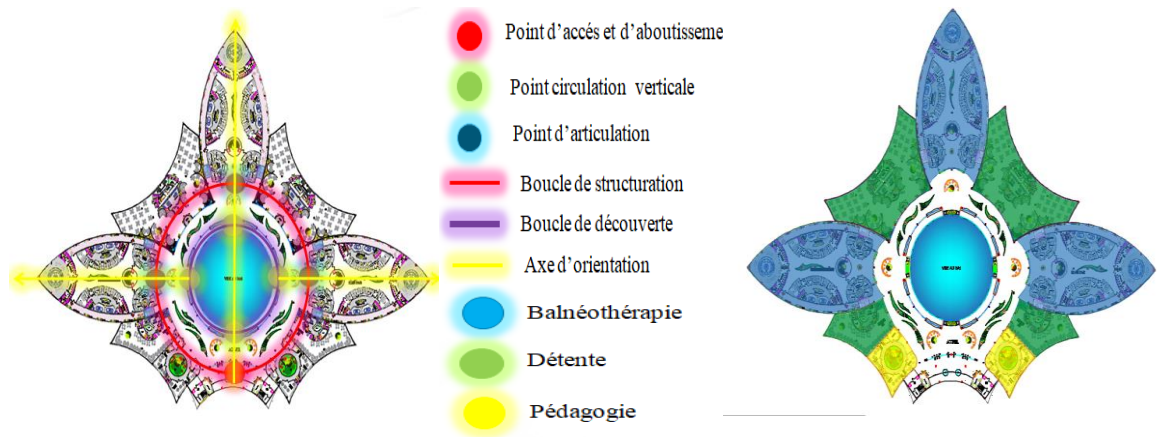 Point d'accés et d'aboutisseme
Point circulation verticale
Point d'articulation
Boucle de structuration
Boucle de découverte
Axe d'orientation
Balnéothérapie
Détente
Pédagogie